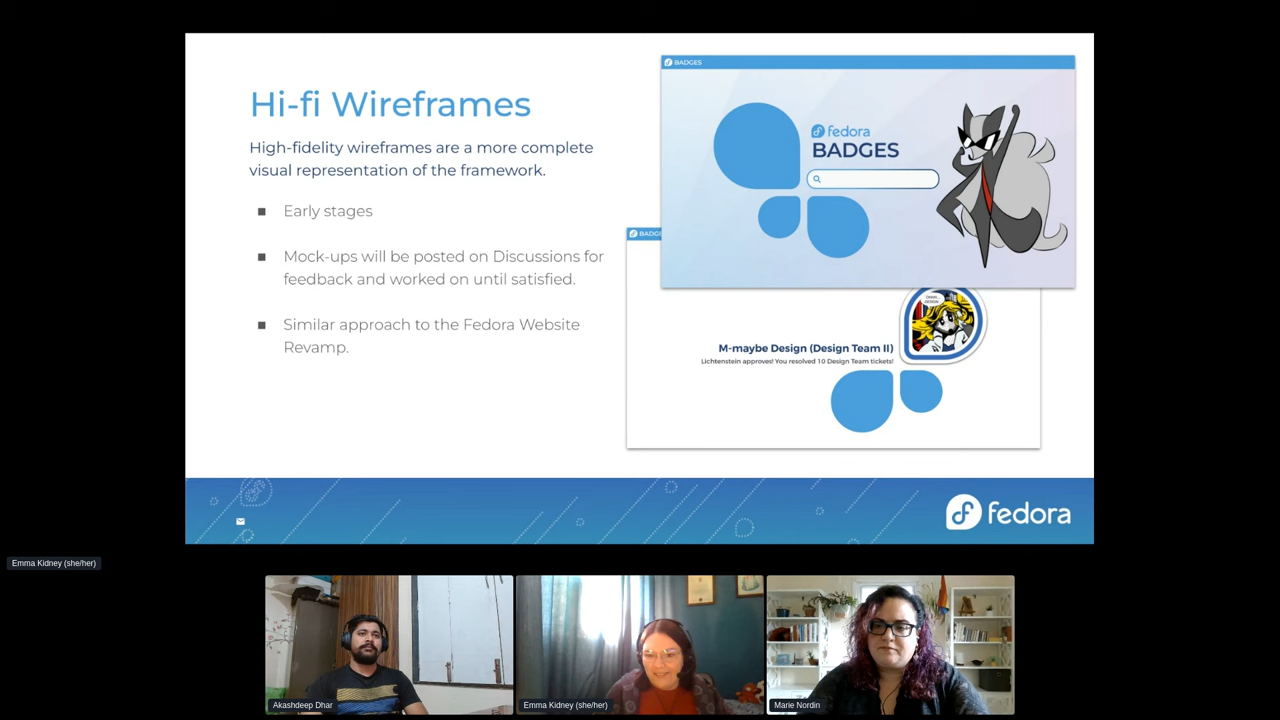 BADGES
Hi-fi Wireframes
High-fidelity wireframes are a more complete
visual representation of the framework.
Early stages
Mock-ups will be posted on Discussions for
feedback and worked on until satisfied.
Similar approach to the Fedora Website
Revamp.
fedora
BADGES
M-maybe Design (Design Team II)
Lichtenstein approves! You resolved 10 Design Team tickets!
fedora
Emma Kidney (she/her)
Akashdeep Dhar
Emma Kidney (she/her)
Marie Nordin